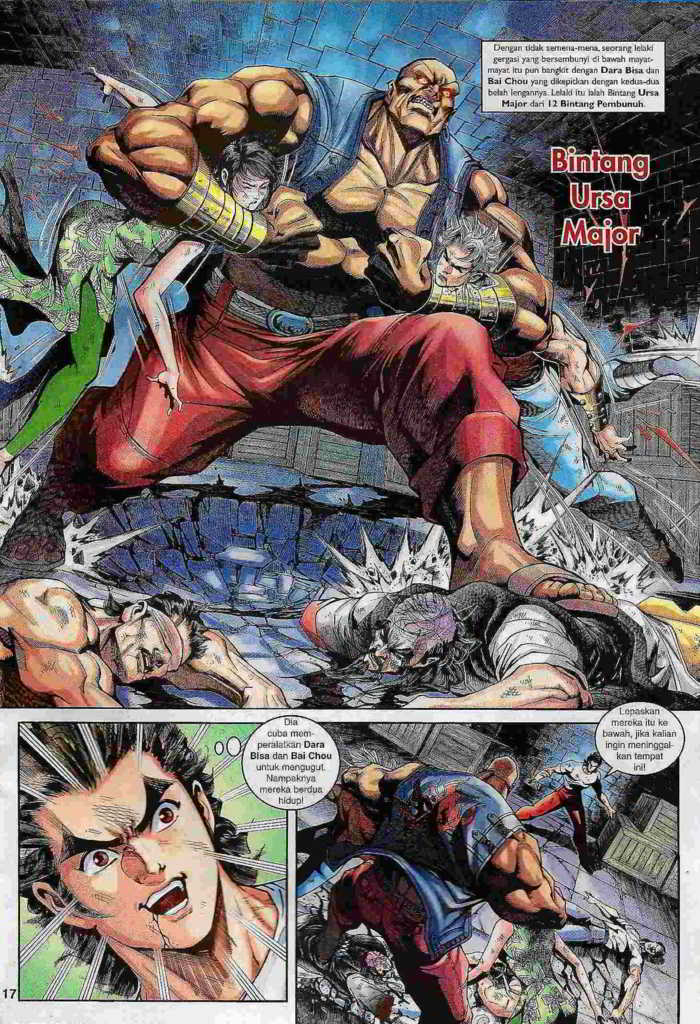 Dengan tidak semena-mena, seorang lelaki
gergasi yang bersembunyi di bawah mayat-
mayat itu pun bangkit dengan Dara Bisa dan
Bai Chou yang dikepitkan dengan kedua-dua
belah lengannya. Lelaki itu ialah Bintang Ursa
Major dari 12 Bintang Pembunuh.
Bintang
Ursa
Major
Dia
cuba mem-
peralatkan Dara
Bisa dan Bai Chou
untuk mengugut.
Nampaknya
mereka berdua
hidup!
Lepaskan
mereka itu ke
bawah, jika kalian
ingin meninggal-
kan tempat
ini!
17